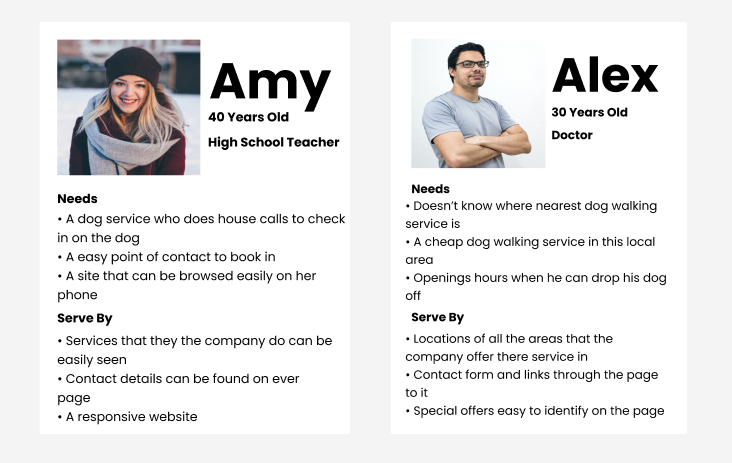 Amy
40 Years Old
High School Teacher
Needs
• A dog service who does house calls to check
in on the dog
• A easy point of contact to book in
• A site that can be browsed easily on her
phone
Serve By
• Services that they the company do can be
easily seen
• Contact details can be found on ever
page
• A responsive website
Alex
30 Years Old
Doctor
Needs
• Doesn’t know where nearest dog walking
service is
• A cheap dog walking service in this local
area
• Openings hours when he can drop his dog
off
Serve By
• Locations of all the areas that the
company offer there service in
• Contact form and links through the page
to it
• Special offers easy to identify on the page